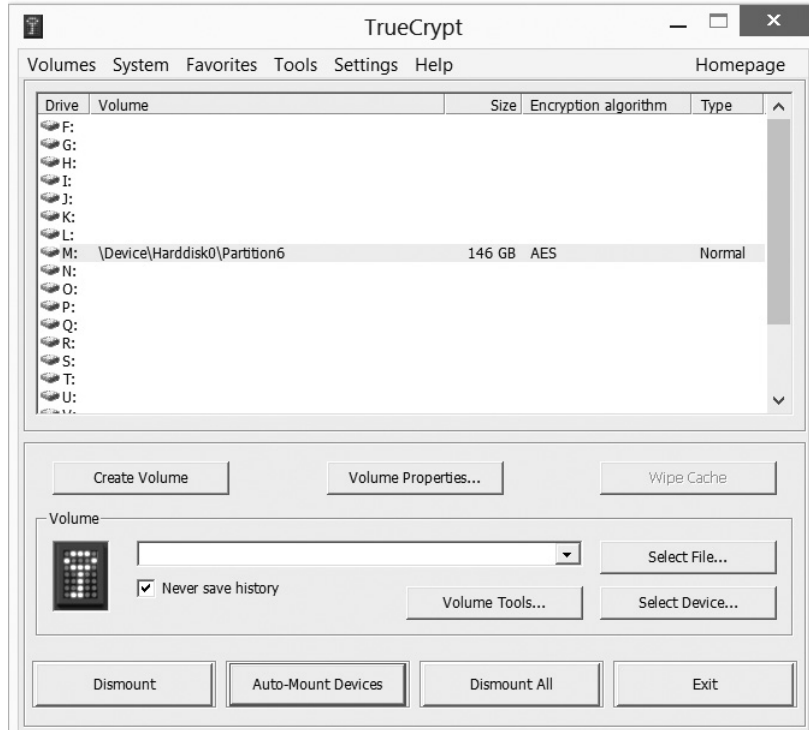 TrueCrypt
Volumes System Favorites Tools Settings Help Homepage
Drive Volume Size Encryption algorithm Type
F:
G:
H:
I:
J:
K:
L:
M: \Device\Harddisk0\Partition6 146 GB AES Normal
N:
O:
P:
Q:
R:
S:
T:
U:
Create Volume Volume Properties... Wipe Cache
Volume
Select File...
Never save history
Volume Tools... Select Device...
Dismount Auto-Mount Devices Dismount All Exit